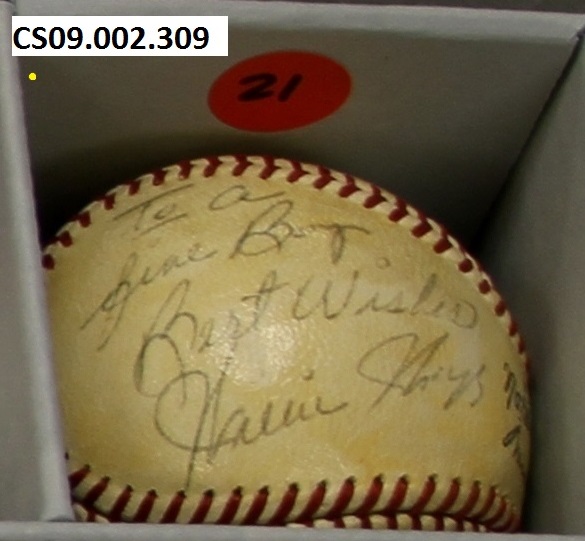 CS09.002.309
21
To a
Fine Boy
Best Wishes